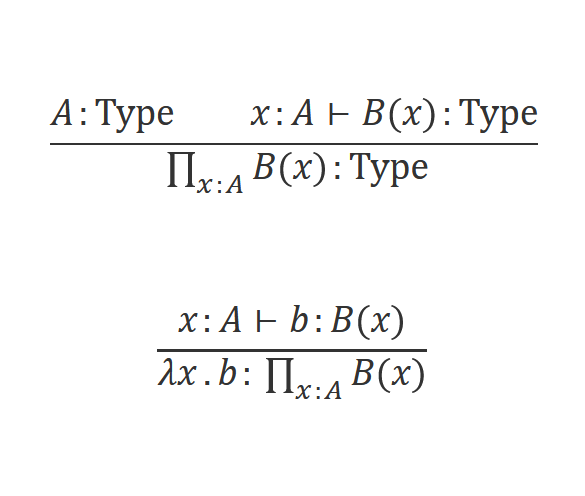 A : Type x : A ⊢ B(x) : Type
∏x : A B(x) : Type
x : A ⊢ b : B(x)
λx . b : ∏x : A B(x)